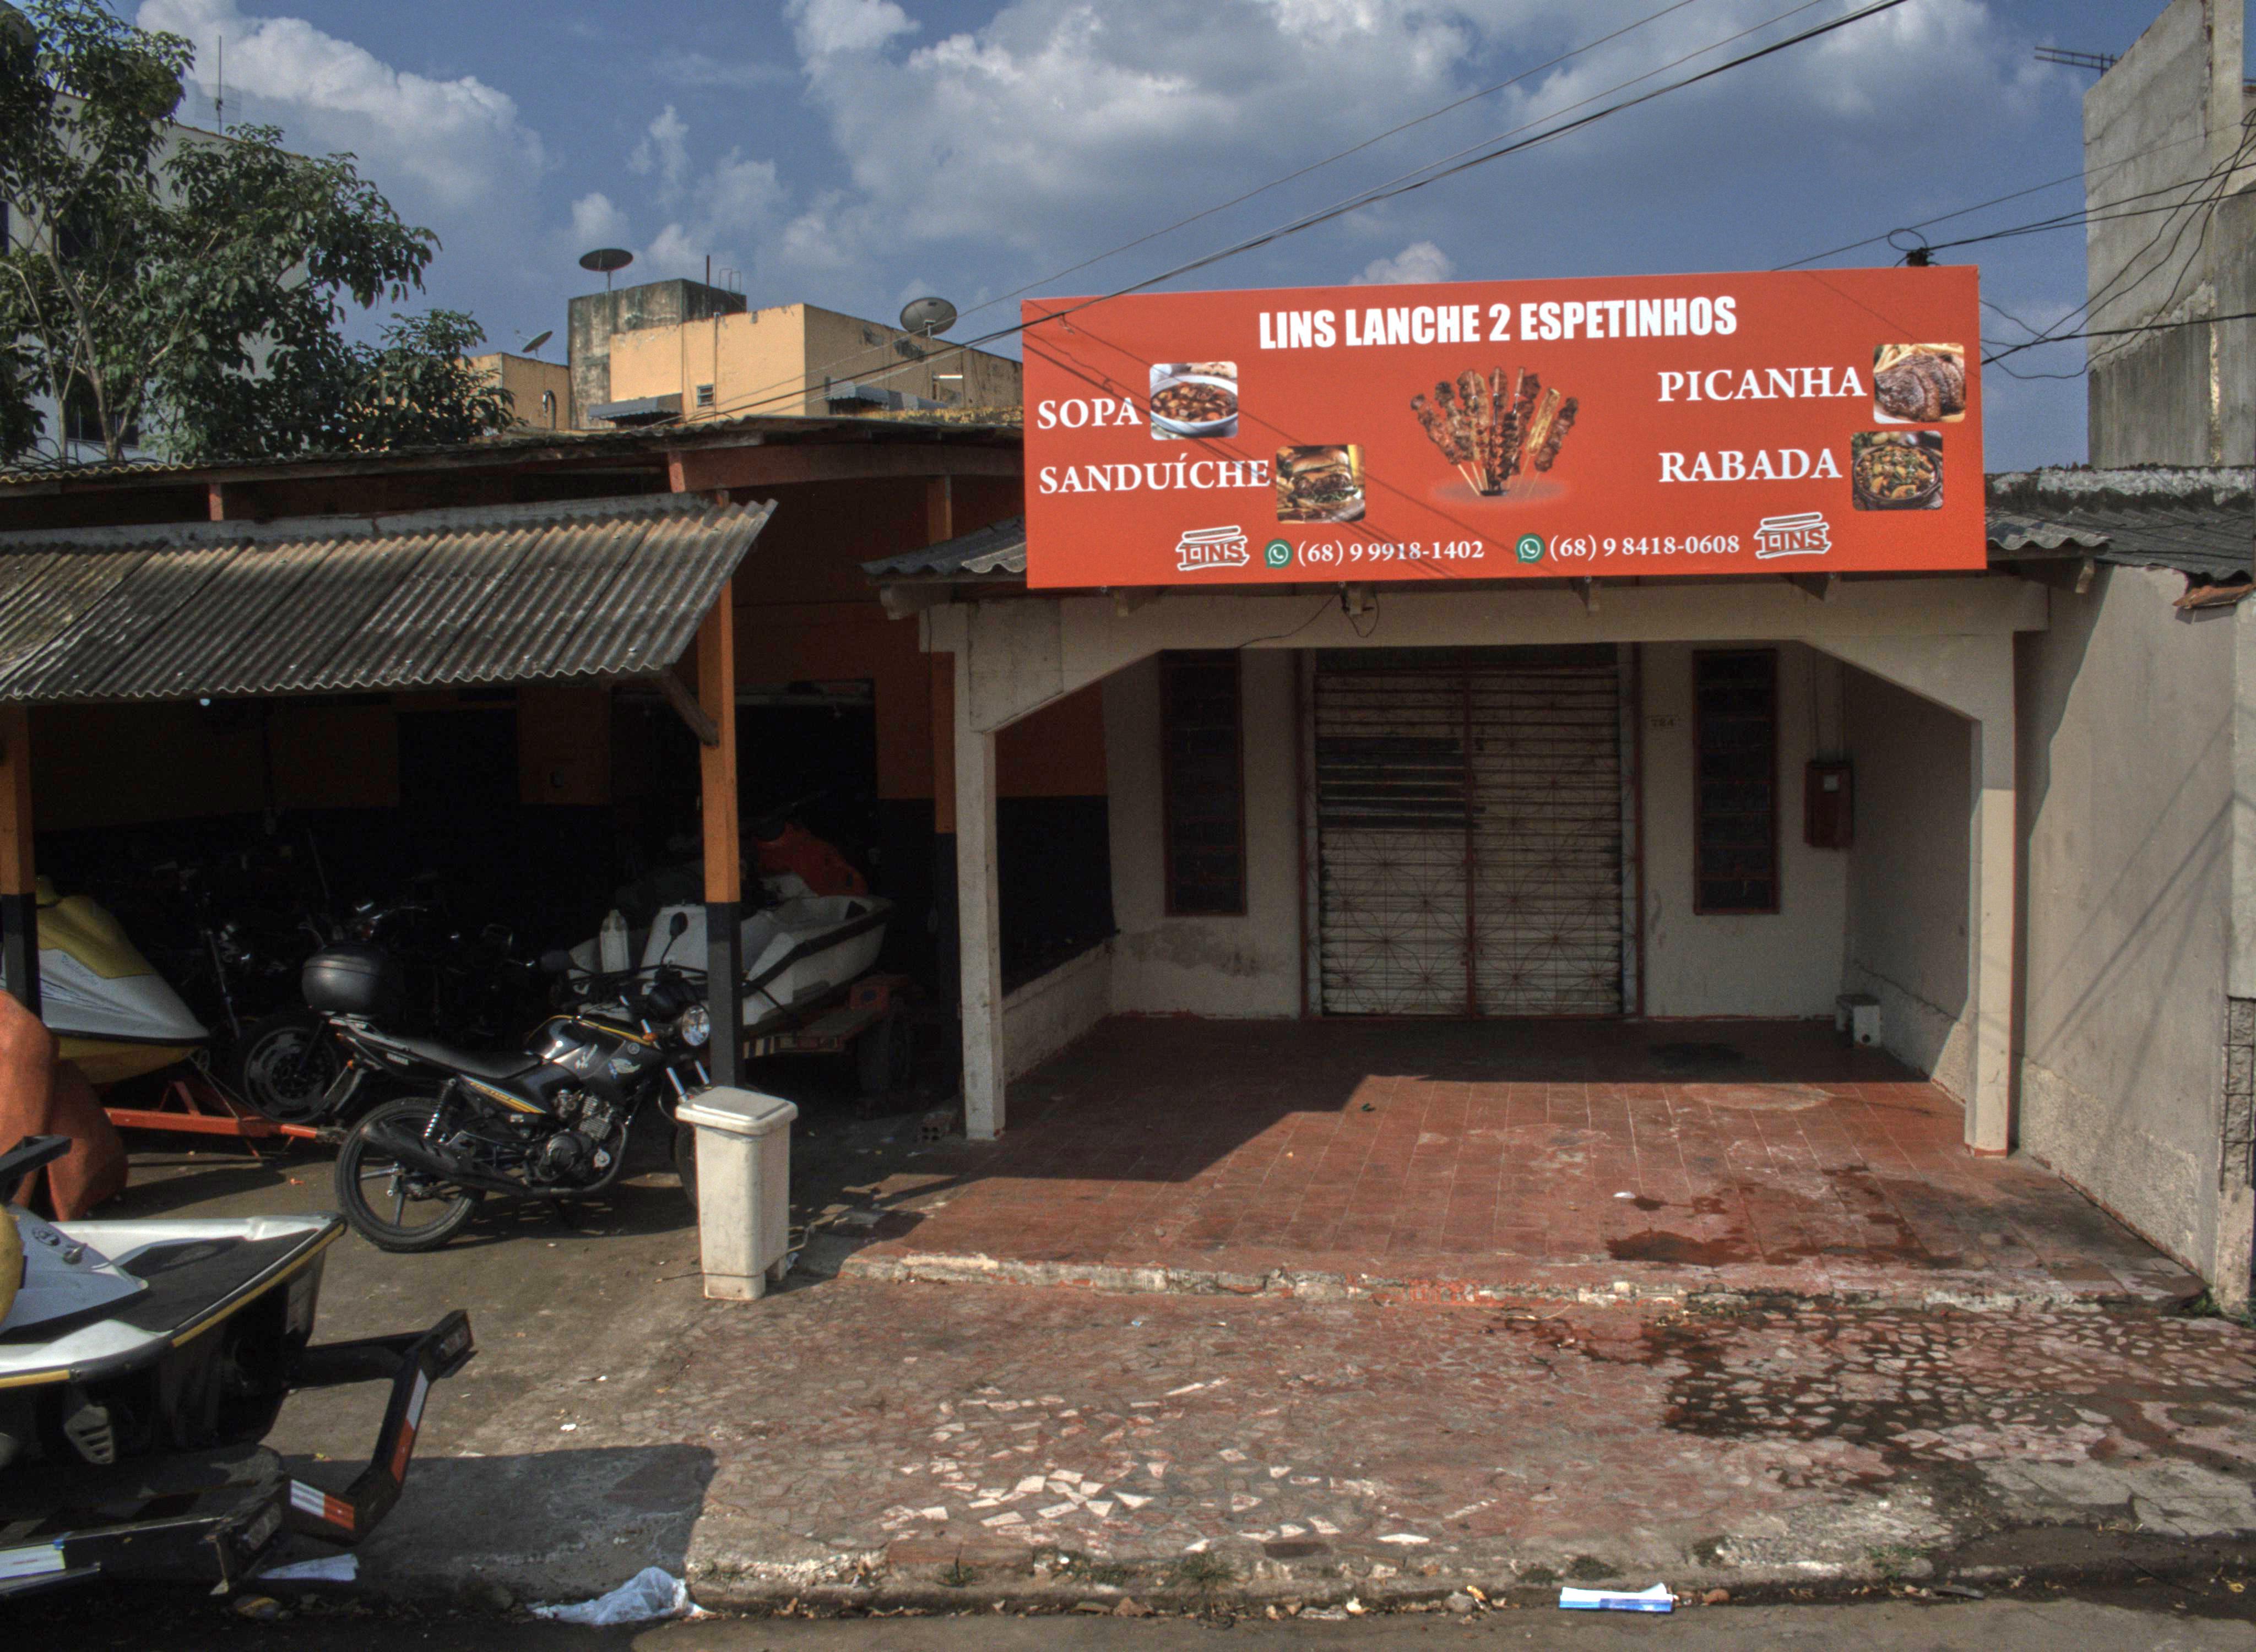 LINS LANCHE 2 ESPETINHOS
SOPA
SANDUÍCHE
PICANHA
RABADA
LINS
(68) 9 9918-1402
(68) 9 8418-0608
LINS